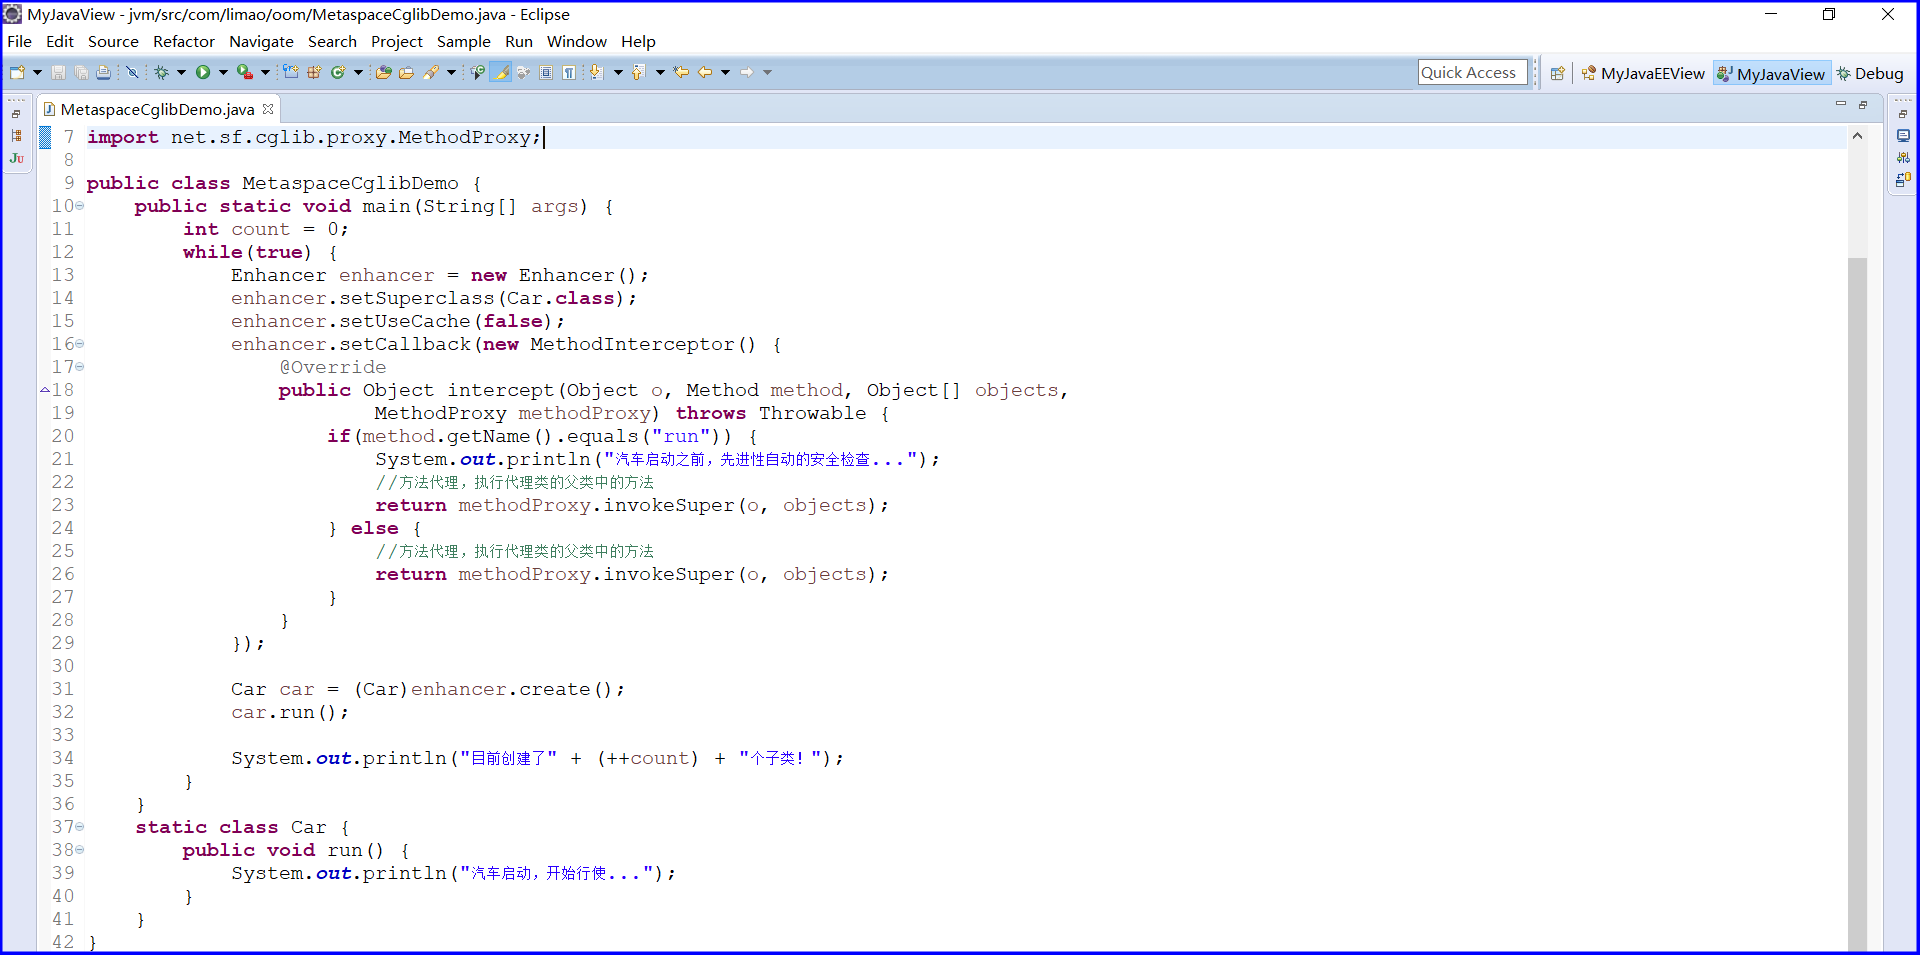 MyJavaView - jvm/src/com/limao/oom/MetaspaceCglibDemo.java - Eclipse
File Edit Source Refactor Navigate Search Project Sample Run Window Help
Quick Access MyJavaEEView MyJavaView Debug
MetaspaceCglibDemo.java
7 import net.sf.cglib.proxy.MethodProxy;
8
9 public class MetaspaceCglibDemo {
10 public static void main(String[] args) {
11 int count = 0;
12 while(true) {
13 Enhancer enhancer = new Enhancer();
14 enhancer.setSuperclass(Car.class);
15 enhancer.setUseCache(false);
16 enhancer.setCallback(new MethodInterceptor() {
17 @Override
18 public Object intercept(Object o, Method method, Object[] objects,
19 MethodProxy methodProxy) throws Throwable {
20 if(method.getName().equals("run")) {
21 System.out.println("汽车启动之前，先进性自动的安全检查...");
22 //方法代理，执行代理类的父类中的方法
23 return methodProxy.invokeSuper(o, objects);
24 } else {
25 //方法代理，执行代理类的父类中的方法
26 return methodProxy.invokeSuper(o, objects);
27 }
28 }
29 });
30
31 Car car = (Car)enhancer.create();
32 car.run();
33
34 System.out.println("目前创建了" + (++count) + "个子类！");
35 }
36 }
37 static class Car {
38 public void run() {
39 System.out.println("汽车启动，开始行使...");
40 }
41 }
42 }